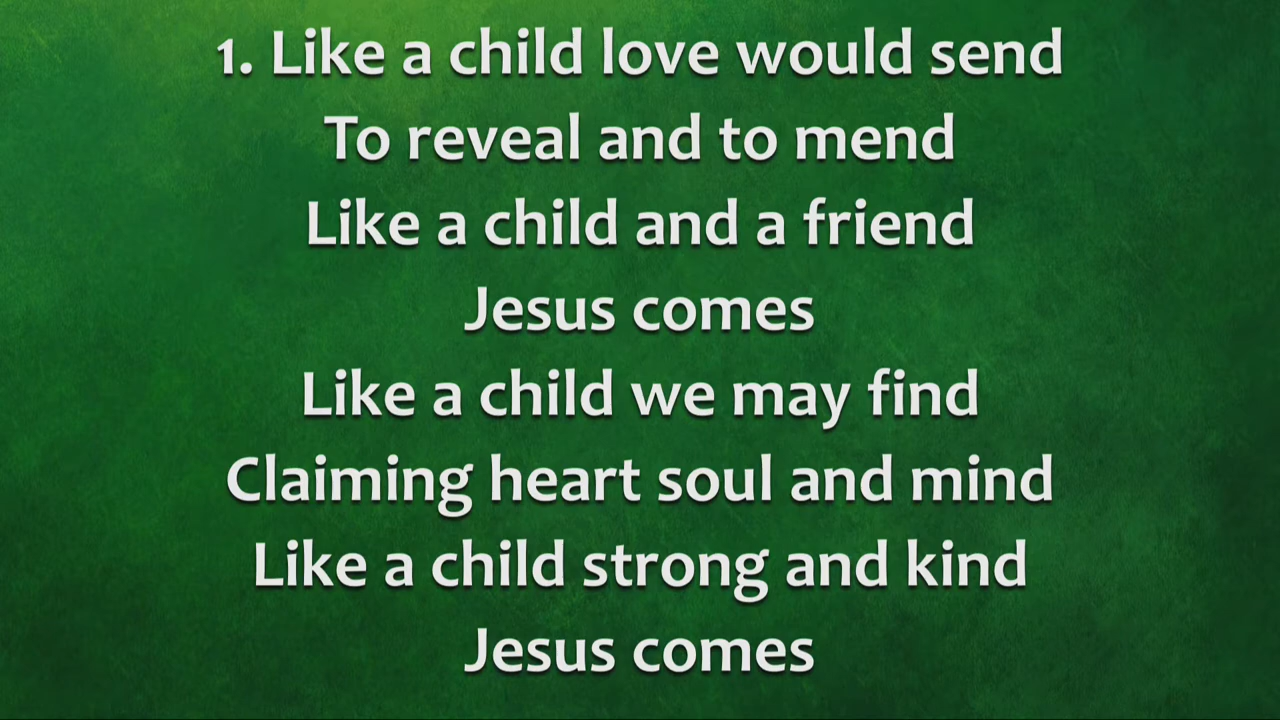 1. Like a child love would send
To reveal and to mend
Like a child and a friend
Jesus comes
Like a child we may find
Claiming heart soul and mind
Like a child strong and kind
Jesus comes